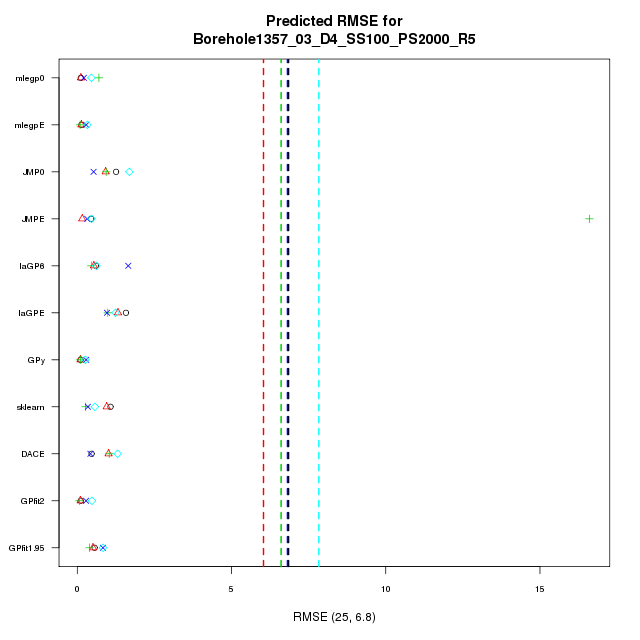 Predicted RMSE for
Borehole1357_03_D4_SS100_PS2000_R5
mlegp0
mlegpE
JMP0
JMPE
laGP6
laGPE
GPy
sklearn
DACE
GPfit2
GPfit1.95
0 5 10 15
RMSE (25, 6.8)